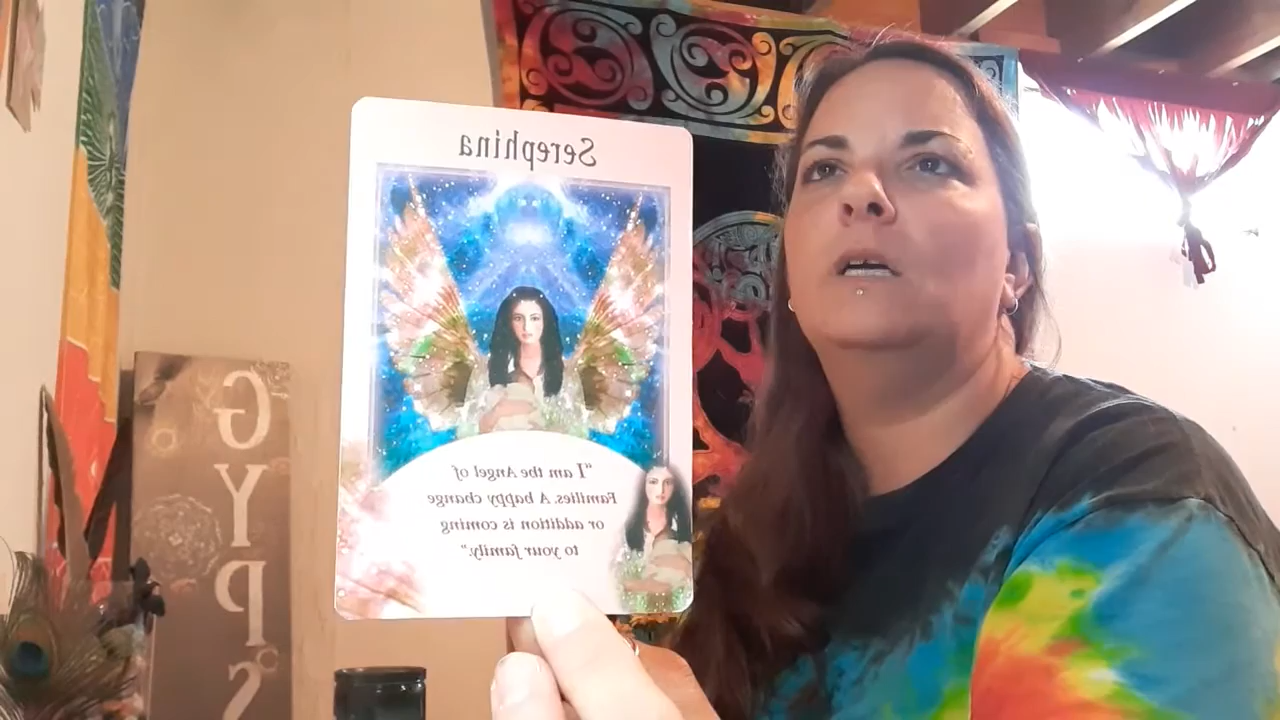 Serephina
"I am the Angel of
Families. A happy change
or addition is coming
to your family."
G
Y
P
S